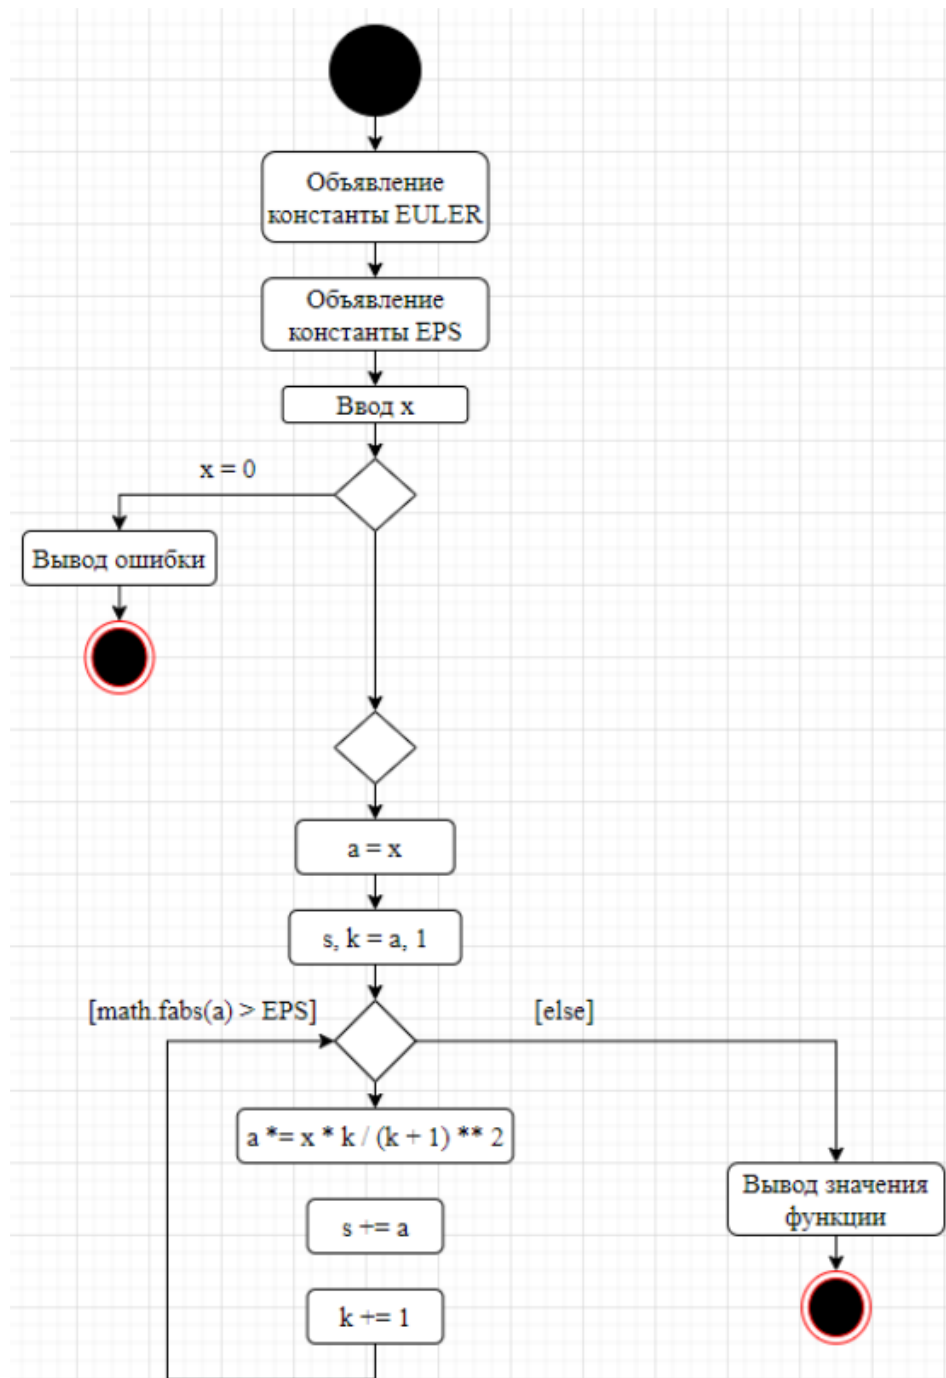 Объявление
константы EULER
Объявление
константы EPS
Ввод x
x = 0
Вывод ошибки
a = x
s, k = a, 1
[math.fabs(a) > EPS]
[else]
a *= x * k / (k + 1) ** 2
Вывод значения
функции
s += a
k += 1